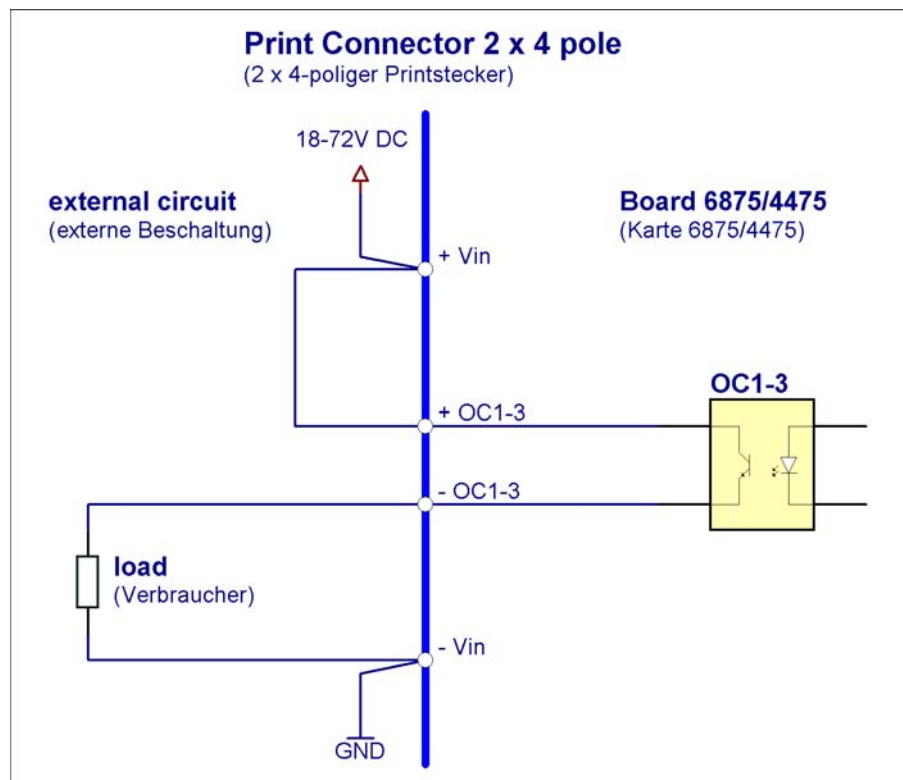 Print Connector 2 x 4 pole
(2 x 4-poliger Printstecker)
18-72V DC
external circuit
(externe Beschaltung)
Board 6875/4475
(Karte 6875/4475)
+ Vin
OC1-3
+ OC1-3
- OC1-3
load
(Verbraucher)
- Vin
GND